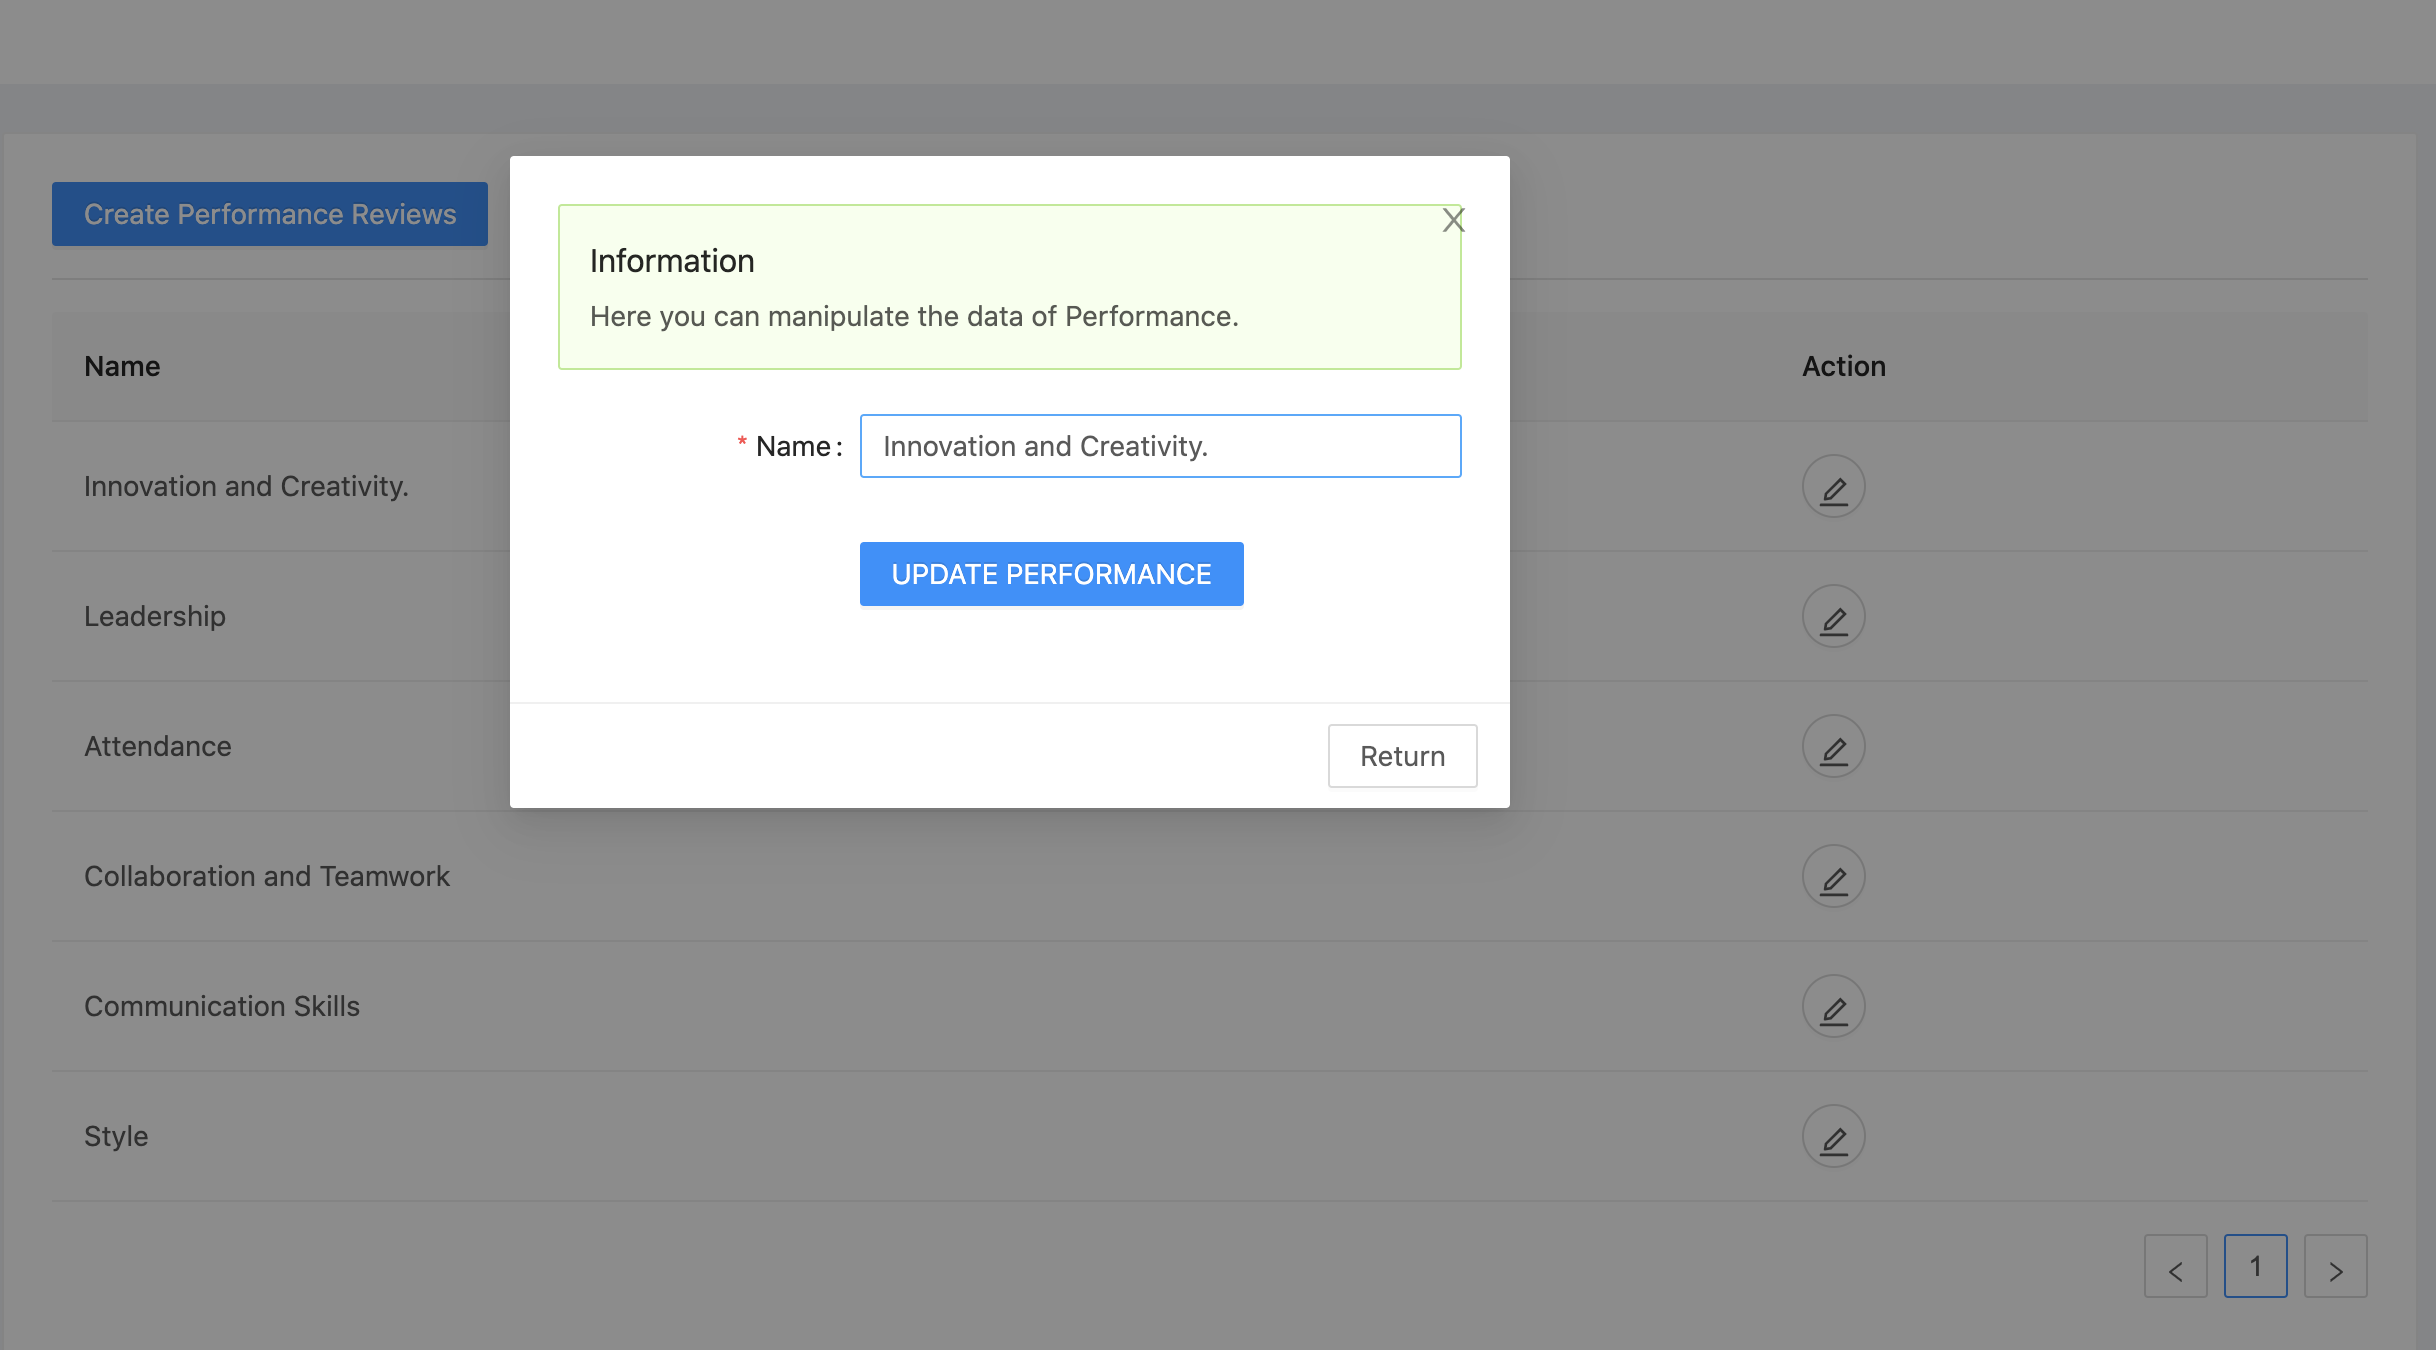 Create Performance Reviews
X
Information
Here you can manipulate the data of Performance.
Name
Action
* Name :
Innovation and Creativity.
Innovation and Creativity.
UPDATE PERFORMANCE
Leadership
Attendance
Return
Collaboration and Teamwork
Communication Skills
Style
< 1 >